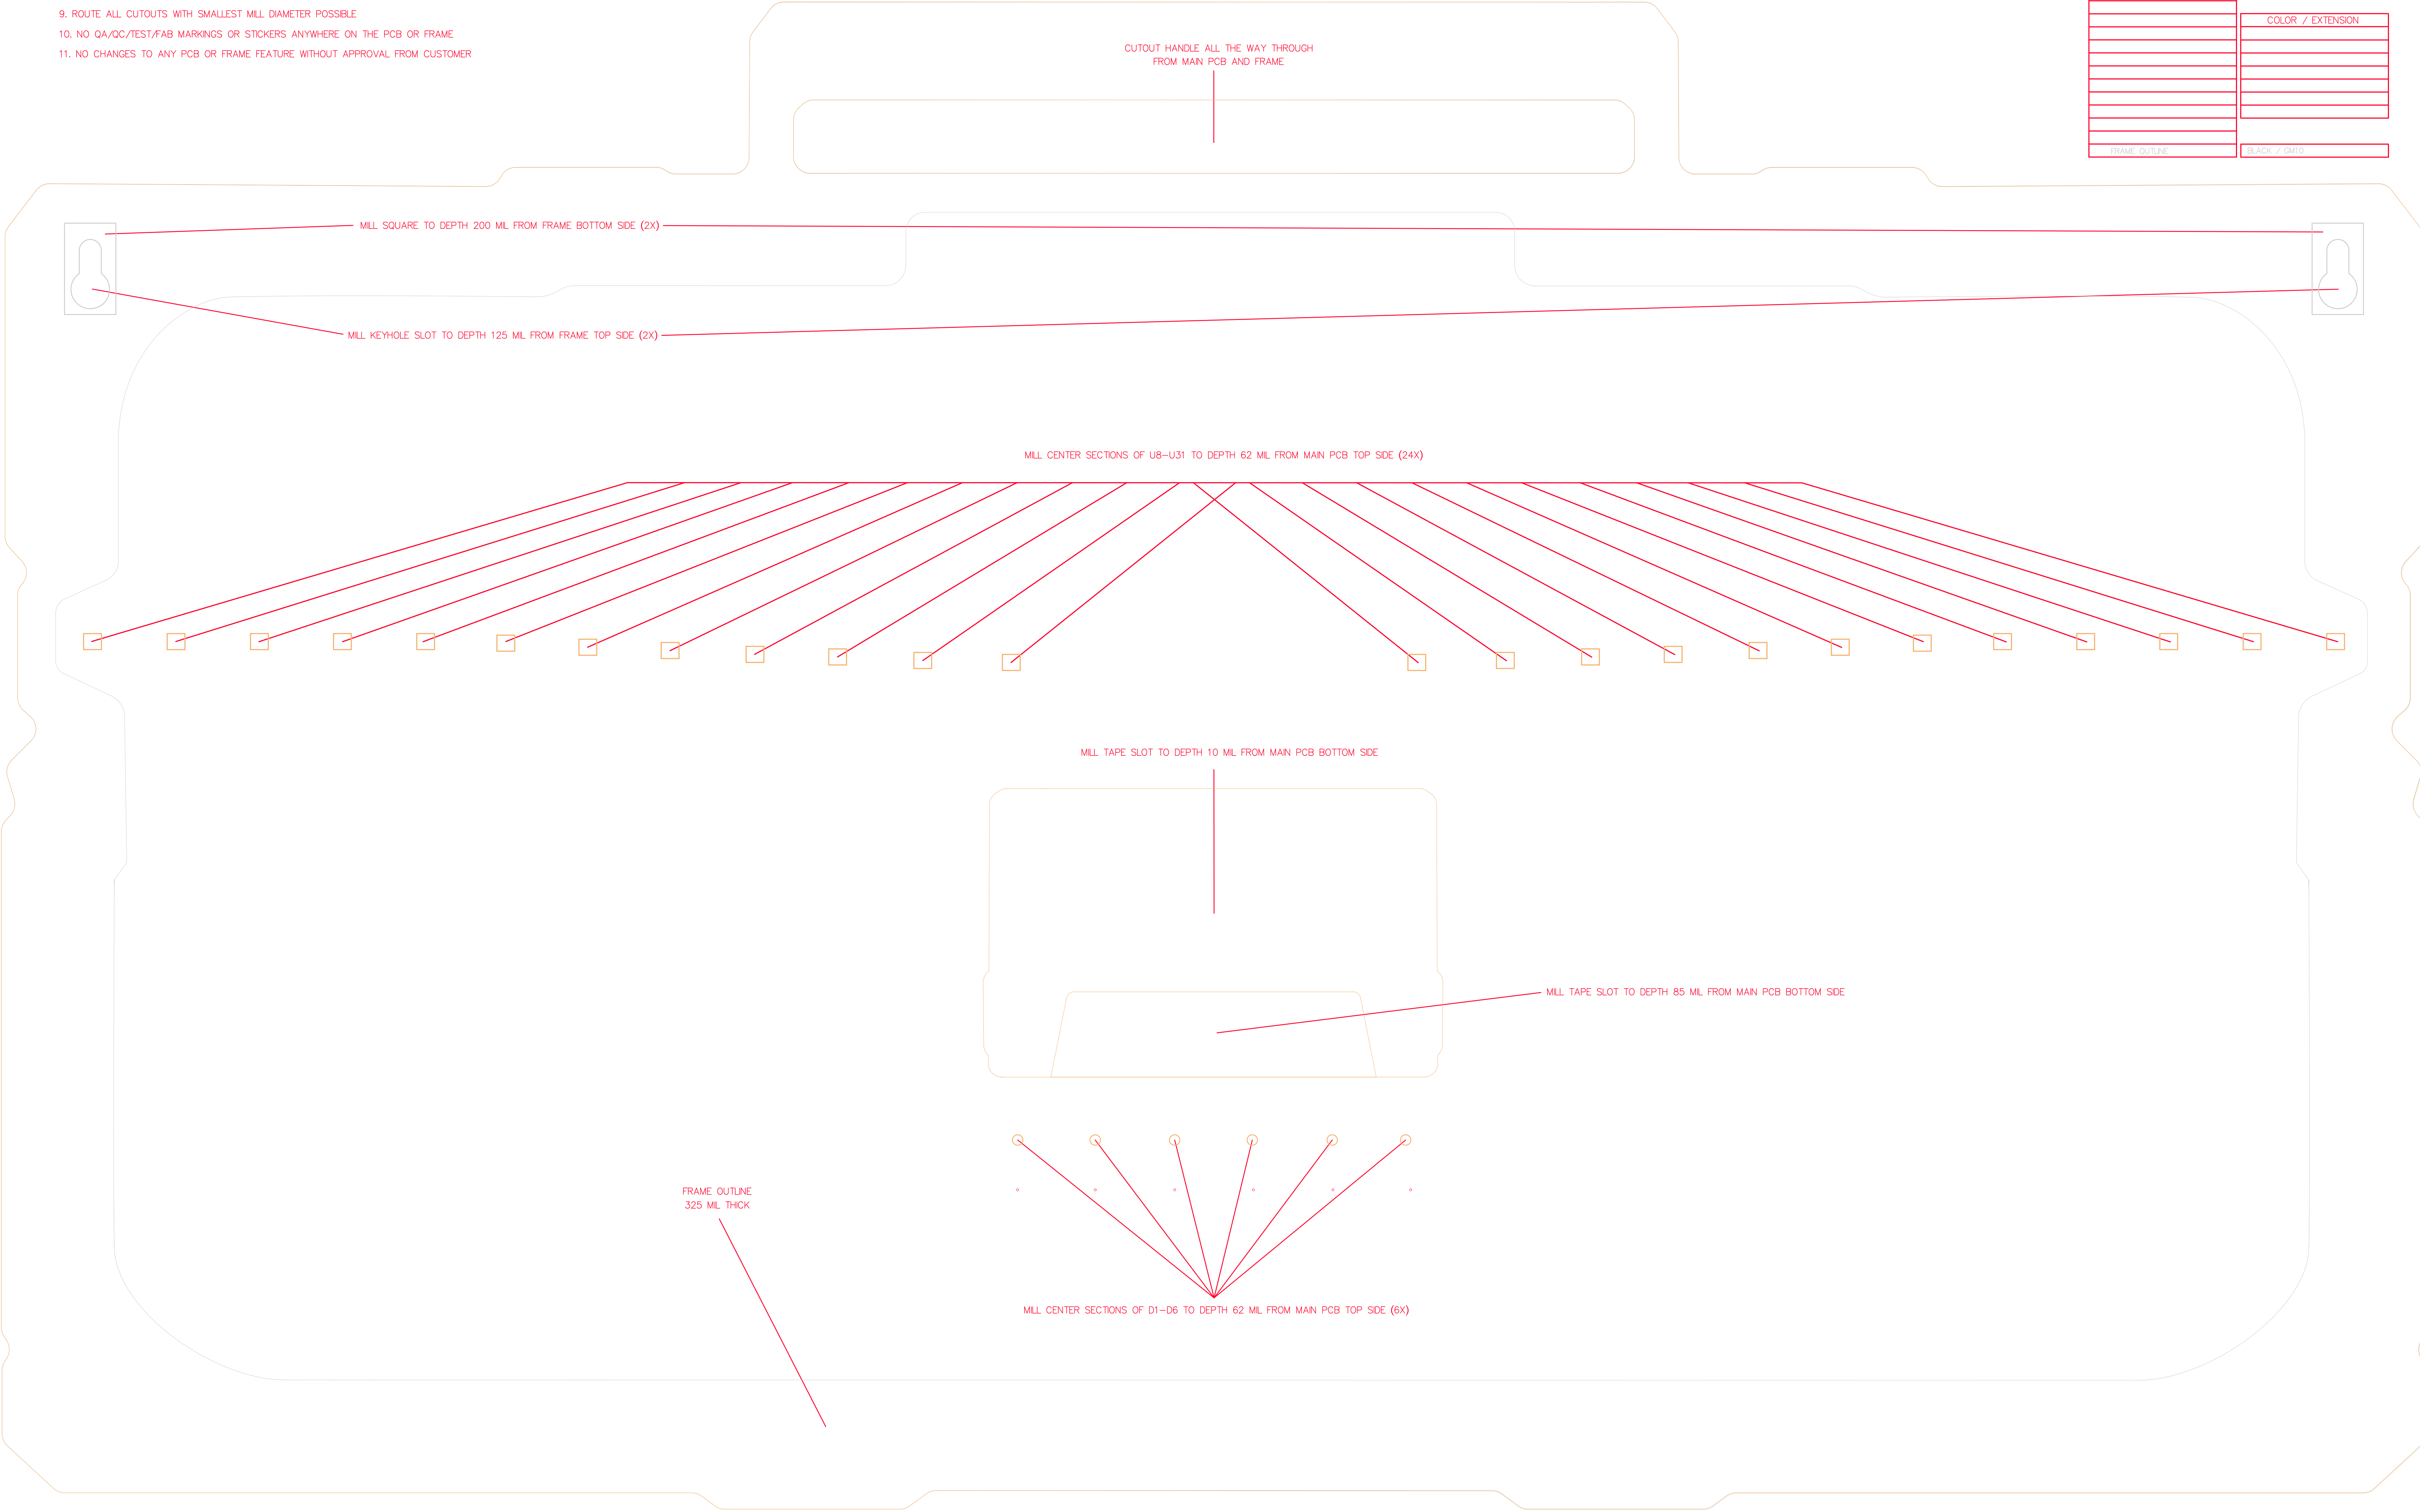 9. ROUTE ALL CUTOUTS WITH SMALLEST MILL DIAMETER POSSIBLE
10. NO QA/QC/TEST/FAB MARKINGS OR STICKERS ANYWHERE ON THE PCB OR FRAME
11. NO CHANGES TO ANY PCB OR FRAME FEATURE WITHOUT APPROVAL FROM CUSTOMER
COLOR / EXTENSION
CUTOUT HANDLE ALL THE WAY THROUGH
FROM MAIN PCB AND FRAME
FRAME OUTLINE
BLACK / GM10
MILL SQUARE TO DEPTH 200 MIL FROM FRAME BOTTOM SIDE (2X)
MILL KEYHOLE SLOT TO DEPTH 125 MIL FROM FRAME TOP SIDE (2X)
MILL CENTER SECTIONS OF U8-U31 TO DEPTH 62 MIL FROM MAIN PCB TOP SIDE (24X)
MILL TAPE SLOT TO DEPTH 10 MIL FROM MAIN PCB BOTTOM SIDE
MILL TAPE SLOT TO DEPTH 85 MIL FROM MAIN PCB BOTTOM SIDE
FRAME OUTLINE
325 MIL THICK
MILL CENTER SECTIONS OF D1-D6 TO DEPTH 62 MIL FROM MAIN PCB TOP SIDE (6X)